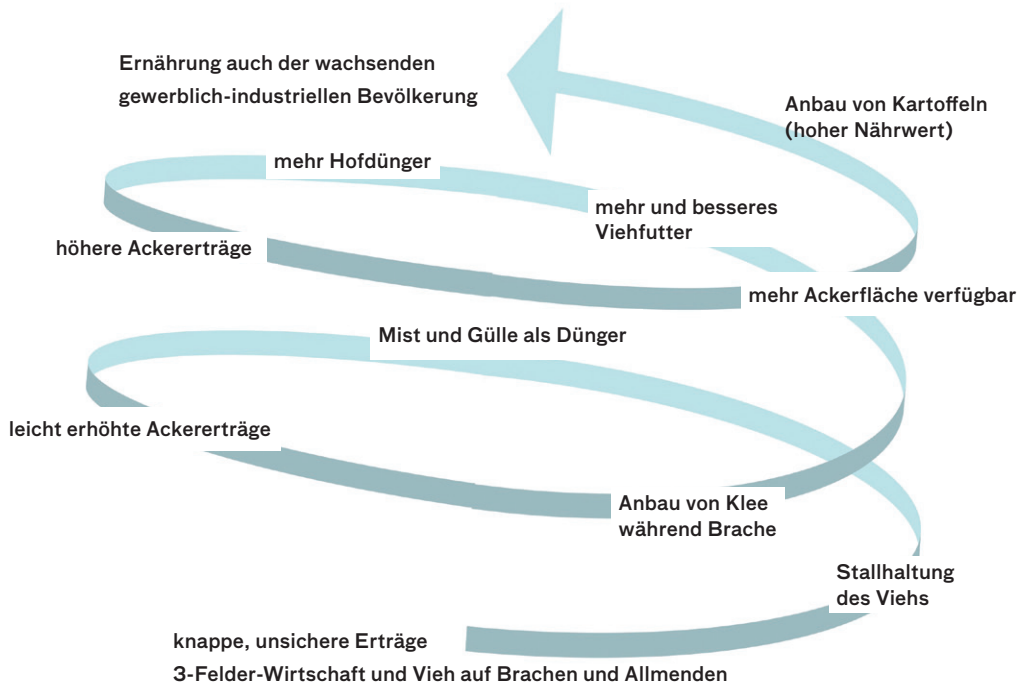 Ernährung auch der wachsenden
gewerblich-industriellen Bevölkerung
Anbau von Kartoffeln
(hoher Nährwert)
mehr Hofdünger
mehr und besseres
Viehfutter
höhere Ackererträge
mehr Ackerfläche verfügbar
Mist und Gülle als Dünger
leicht erhöhte Ackererträge
Anbau von Klee
während Brache
Stallhaltung
des Viehs
knappe, unsichere Erträge
3-Felder-Wirtschaft und Vieh auf Brachen und Allmenden